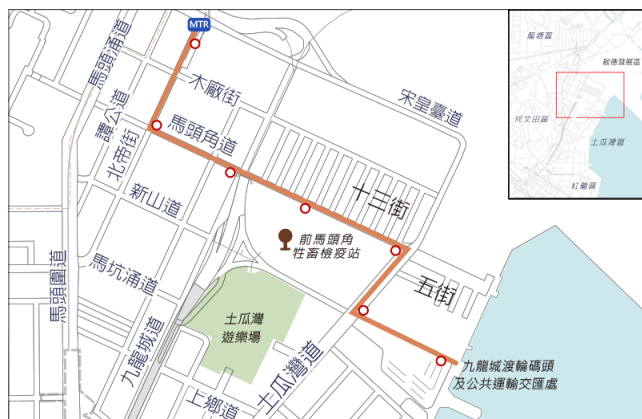 MTR
龍塘區
啟德發展區
何文田區
土瓜灣區
紅磡區
馬頭涌道
木廠街
宋皇臺道
譚公道
北帝街
馬頭角道
新山道
十三街
前馬頭角
牲畜檢疫站
馬坑涌道
五街
馬頭圍道
土瓜灣
遊樂場
九龍城道
土瓜灣道
九龍城渡輪碼頭
及公共運輸交匯處
上鄉道